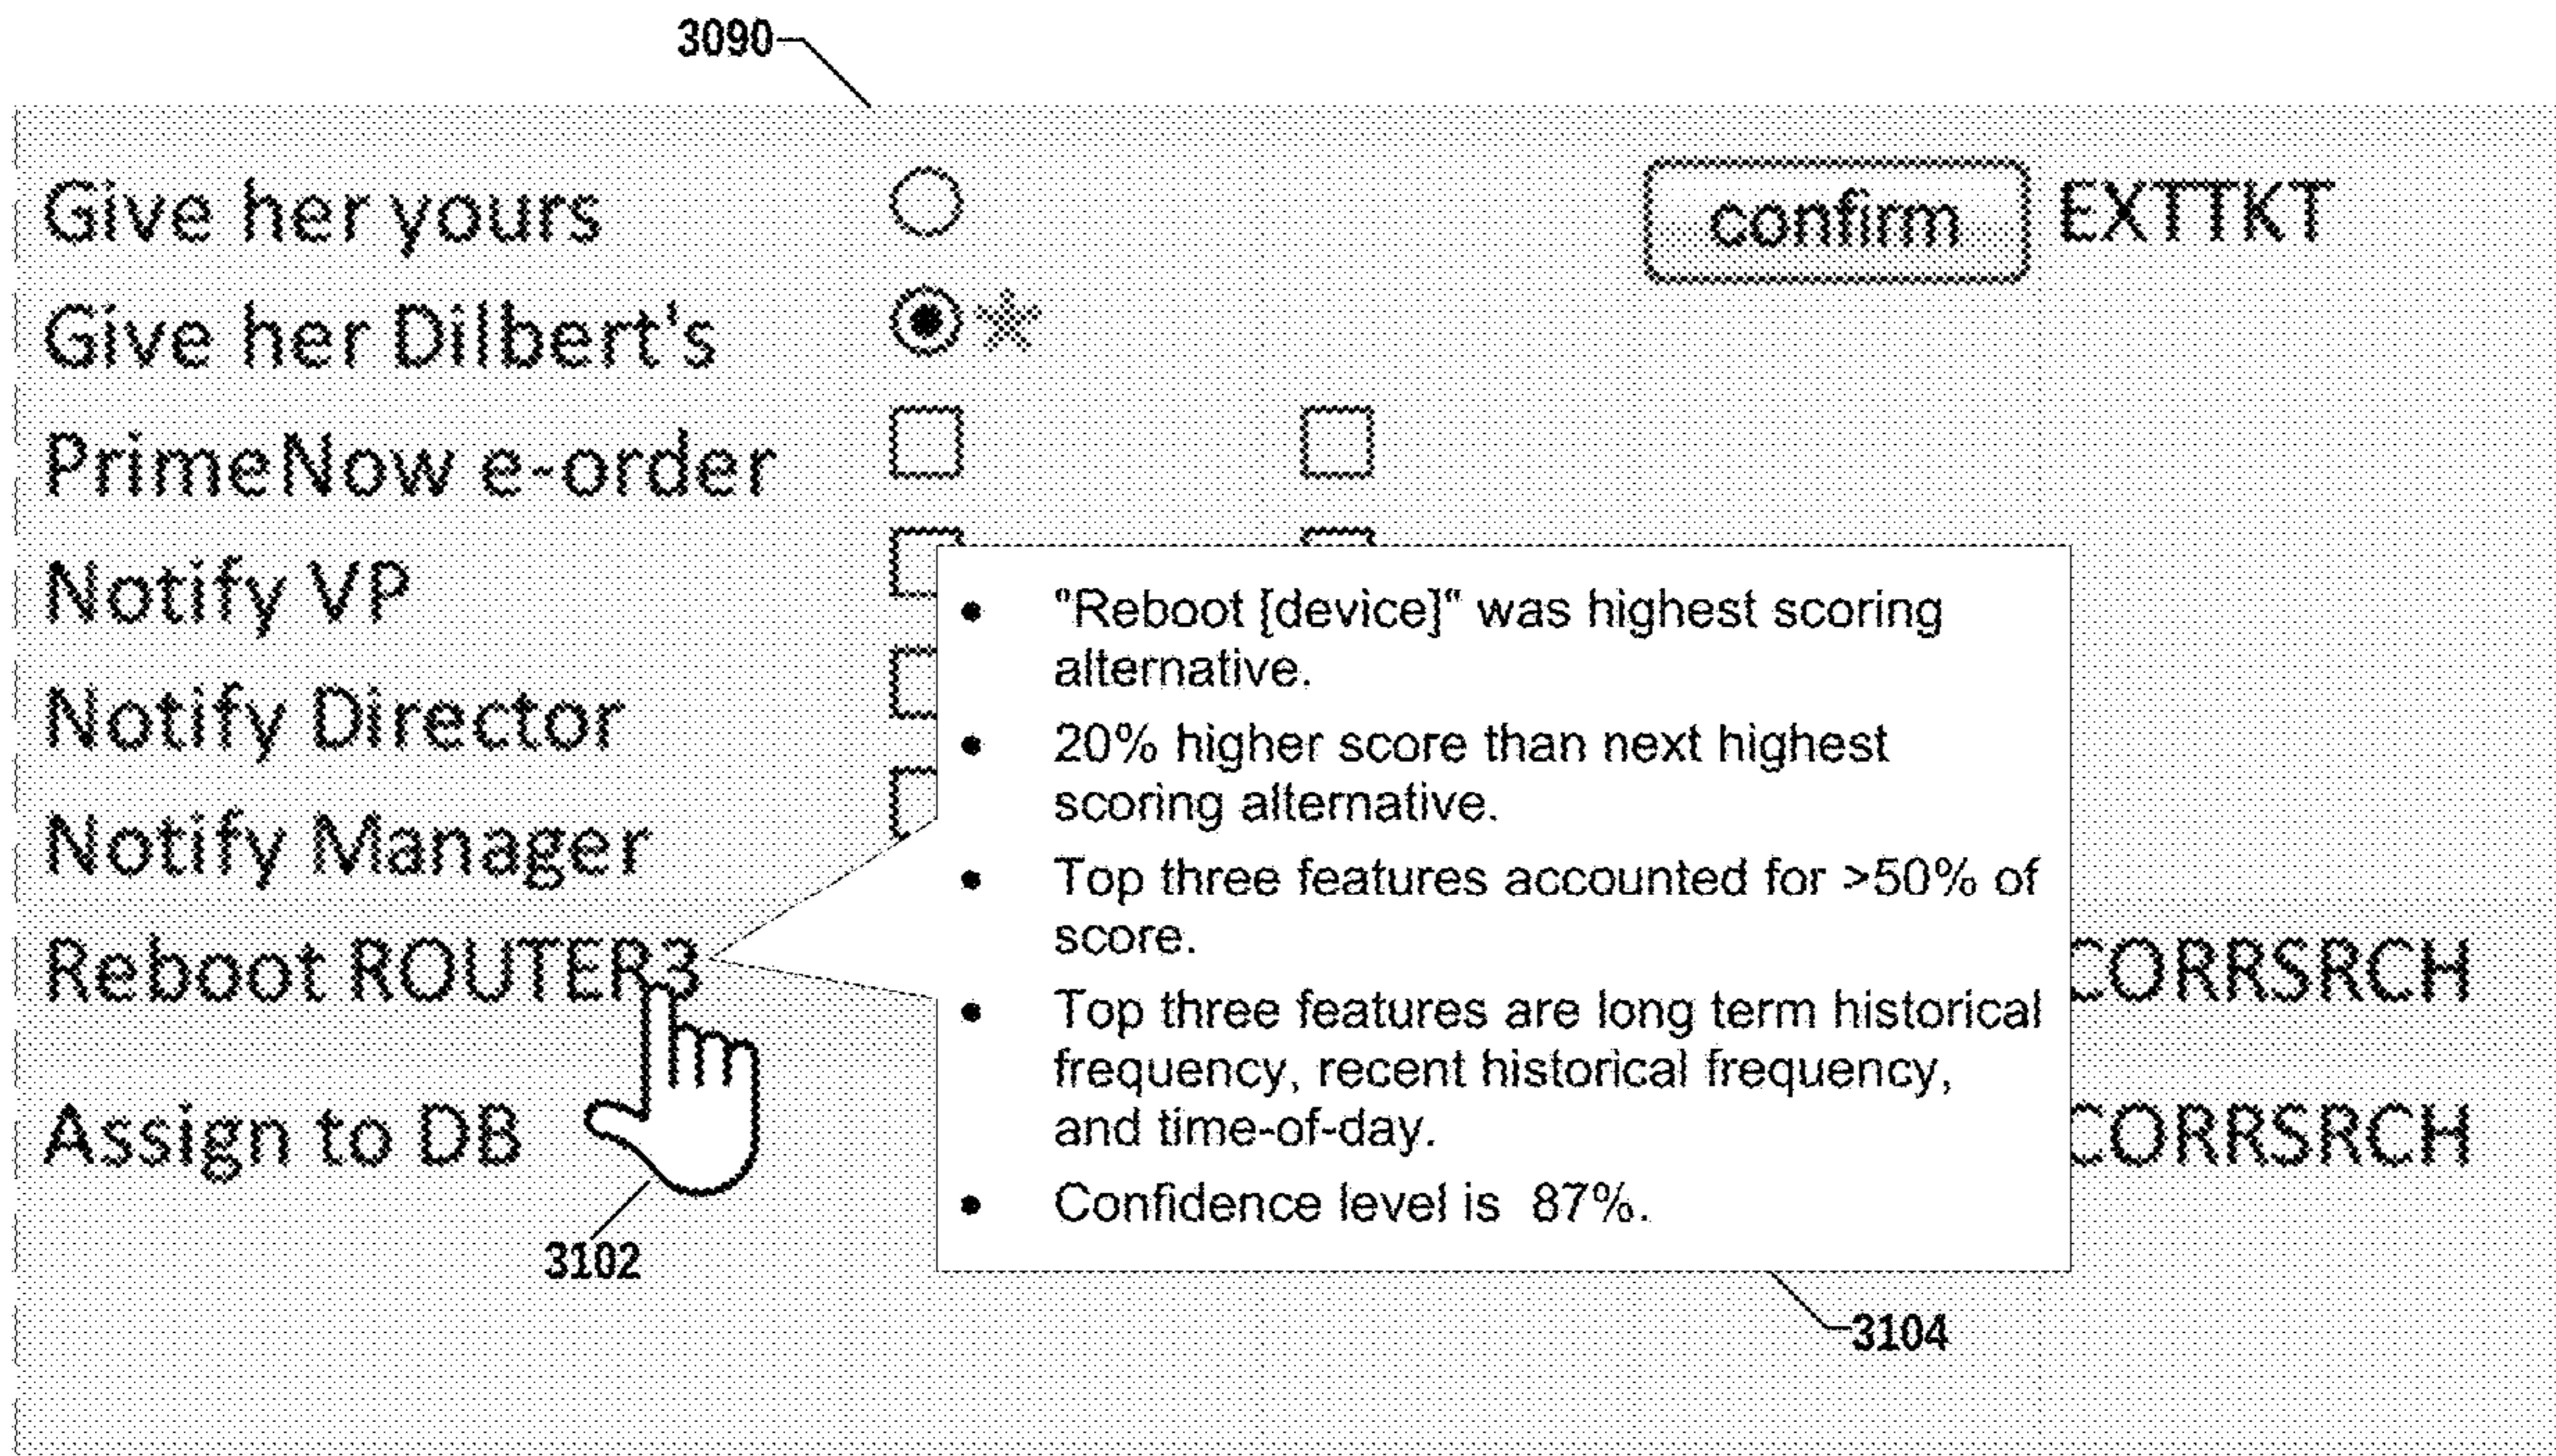 3090
Give her yours
confirm
EXTTKT
Give her Dilbert's
PrimeNow e-order
Notify VP
Notify Director
Notify Manager
Reboot ROUTER3
Assign to DB
• "Reboot [device]" was highest scoring
alternative.
• 20% higher score than next highest
scoring alternative.
• Top three features accounted for >50% of
score.
• Top three features are long term historical
frequency, recent historical frequency,
and time-of-day.
• Confidence level is 87%.
CORRSRCH
CORRSRCH
3102
3104